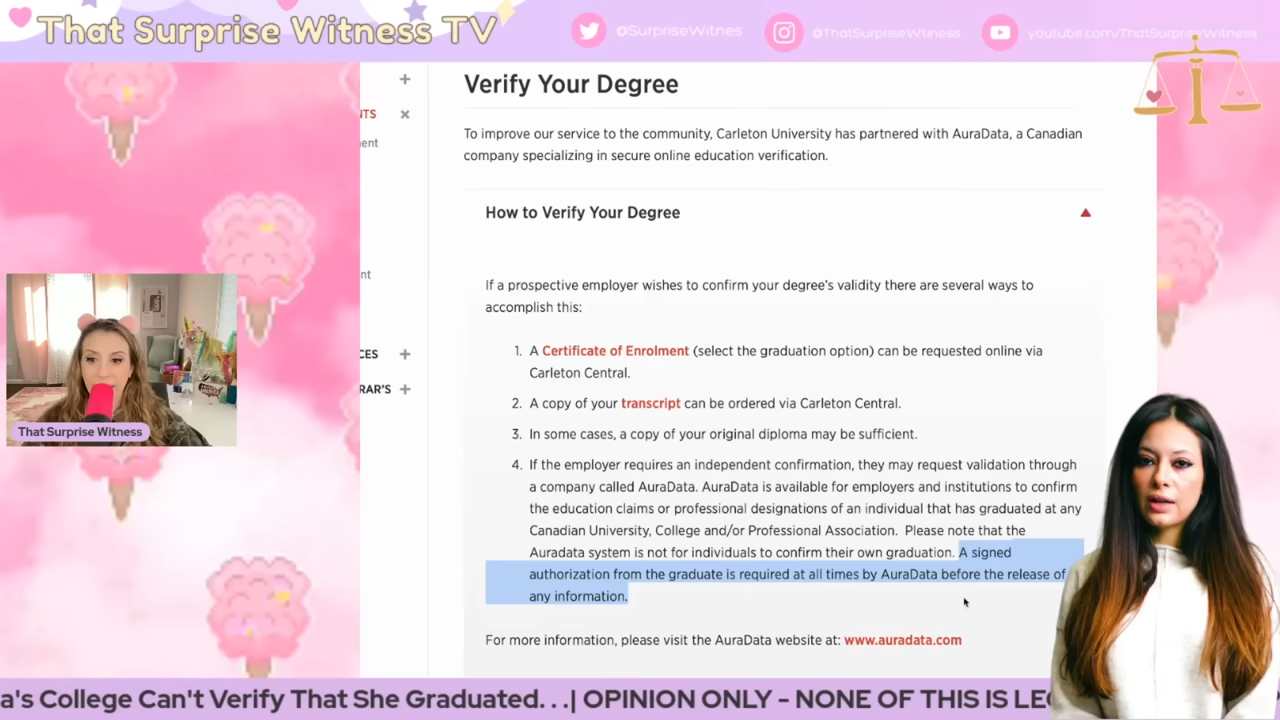 That Surprise Witness TV
@SurpriseWitnes
@ThatSurpriseWitness
youtube.com/ThatSurpriseWitness
NTS
ent
nt
CES
RAR'S
Verify Your Degree
To improve our service to the community, Carleton University has partnered with AuraData, a Canadian
company specializing in secure online education verification.
How to Verify Your Degree
If a prospective employer wishes to confirm your degree's validity there are several ways to
accomplish this:
1. A Certificate of Enrolment (select the graduation option) can be requested online via
Carleton Central.
2. A copy of your transcript can be ordered via Carleton Central.
3. In some cases, a copy of your original diploma may be sufficient.
4. If the employer requires an independent confirmation, they may request validation through
a company called AuraData. AuraData is available for employers and institutions to confirm
the education claims or professional designations of an individual that has graduated at any
Canadian University, College and/or Professional Association. Please note that the
Auradata system is not for individuals to confirm their own graduation. A signed
authorization from the graduate is required at all times by AuraData before the release of
any information.
For more information, please visit the AuraData website at: www.auradata.com
That Surprise Witness
a's College Can't Verify That She Graduated. . .| OPINION ONLY - NONE OF THIS IS LE